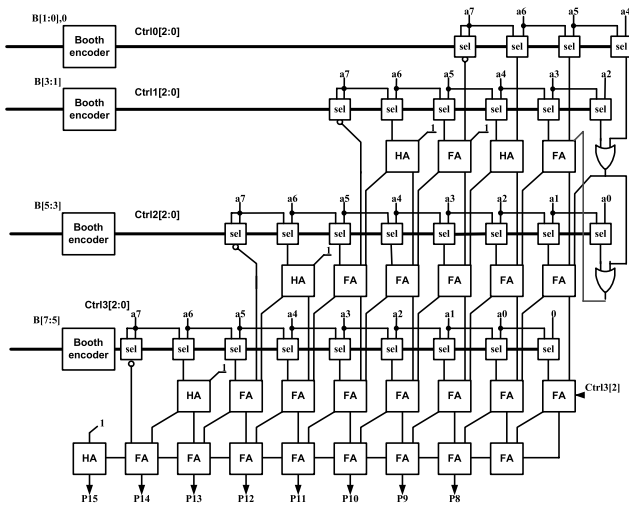 B[1:0],0
Booth encoder
Ctrl0[2:0]
a7 a6 a5 a4
sel sel sel sel
B[3:1]
Booth encoder
Ctrl1[2:0]
a7 a6 a5 a4 a3 a2
sel sel sel sel sel sel
1 1
HA FA HA FA
B[5:3]
Booth encoder
Ctrl2[2:0]
a7 a6 a5 a4 a3 a2 a1 a0
sel sel sel sel sel sel sel sel
1
HA FA FA FA FA FA
B[7:5]
Booth encoder
Ctrl3[2:0]
a7 a6 a5 a4 a3 a2 a1 a0 0
sel sel sel sel sel sel sel sel sel
1
HA FA FA FA FA FA FA FA
Ctrl3[2]
1
HA FA FA FA FA FA FA FA FA
P15 P14 P13 P12 P11 P10 P9 P8